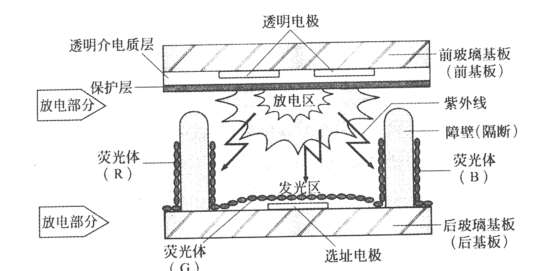 透明电极
透明介电质层
前玻璃基板
(前基板)
保护层
放电部分
放电区
紫外线
障壁(隔断)
荧光体
(R)
荧光体
(B)
发光区
放电部分
后玻璃基板
(后基板)
荧光体
(G)
选址电极